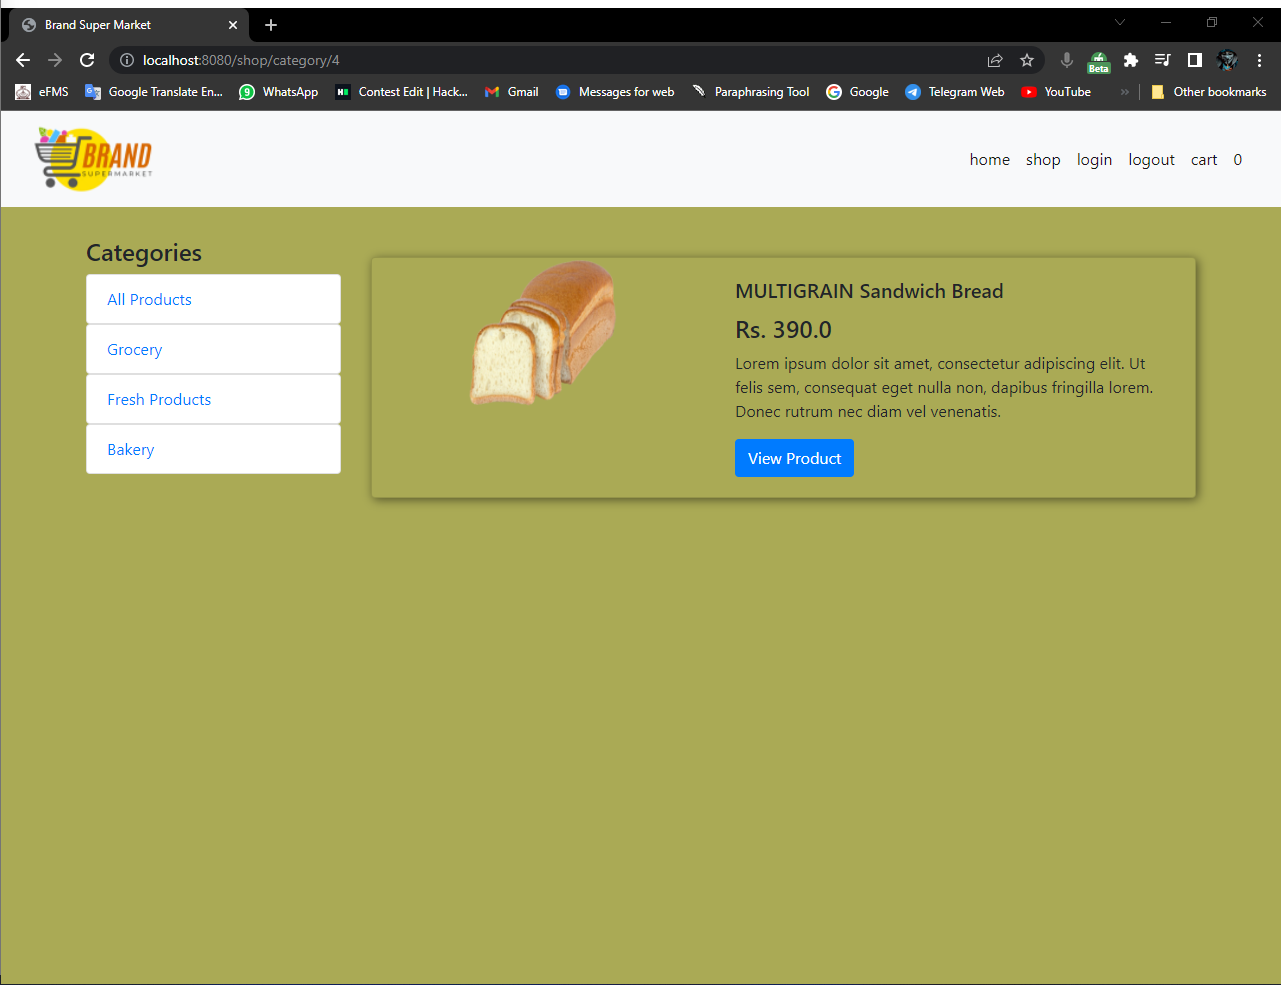 Brand Super Market
localhost:8080/shop/category/4
Beta
eFMS
Google Translate En...
9
WhatsApp
Contest Edit | Hack...
Gmail
Messages for web
Paraphrasing Tool
Google
Telegram Web
YouTube
»
Other bookmarks
BRAND
SUPERMARKET
home shop login logout cart 0
Categories
All Products
Grocery
Fresh Products
Bakery
MULTIGRAIN Sandwich Bread
Rs. 390.0
Lorem ipsum dolor sit amet, consectetur adipiscing elit. Ut
felis sem, consequat eget nulla non, dapibus fringilla lorem.
Donec rutrum nec diam vel venenatis.
View Product